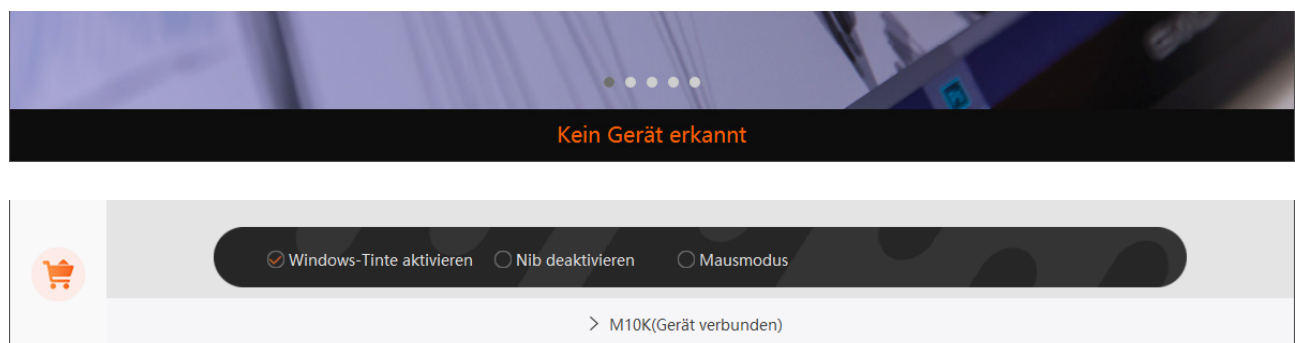 Kein Gerät erkannt
Windows-Tinte aktivieren Nib deaktivieren Mausmodus
M10K(Gerät verbunden)